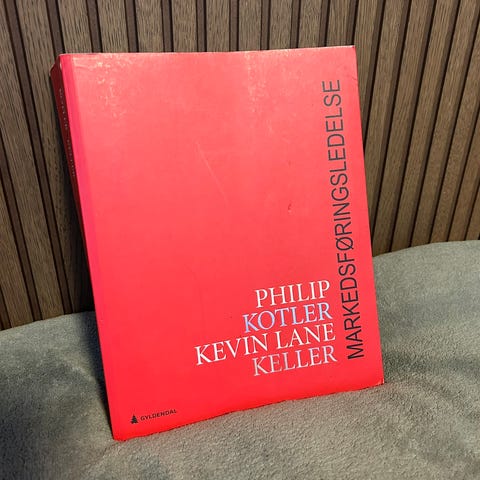 PHILIP
KOTLER
KEVIN LANE
KELLER
MARKEDSFØRINGSLEDELSE
GYLDENDAL